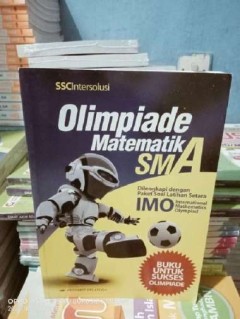 SSCIntersolusi
Olimpiade
Matematik
SMA
Dilengkapi dengan
Paket Soal Latihan Setara
IMO International
Mathematics
Olympiad
BUKU
UNTUK
SUKSES
OLIMPIADE